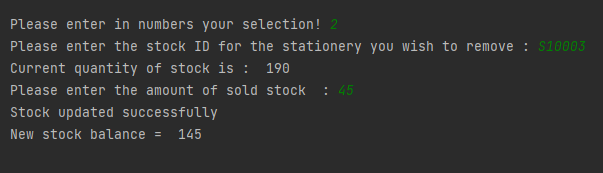 Please enter in numbers your selection! 2
Please enter the stock ID for the stationery you wish to remove : S10003
Current quantity of stock is :  190
Please enter the amount of sold stock  : 45
Stock updated successfully
New stock balance =  145